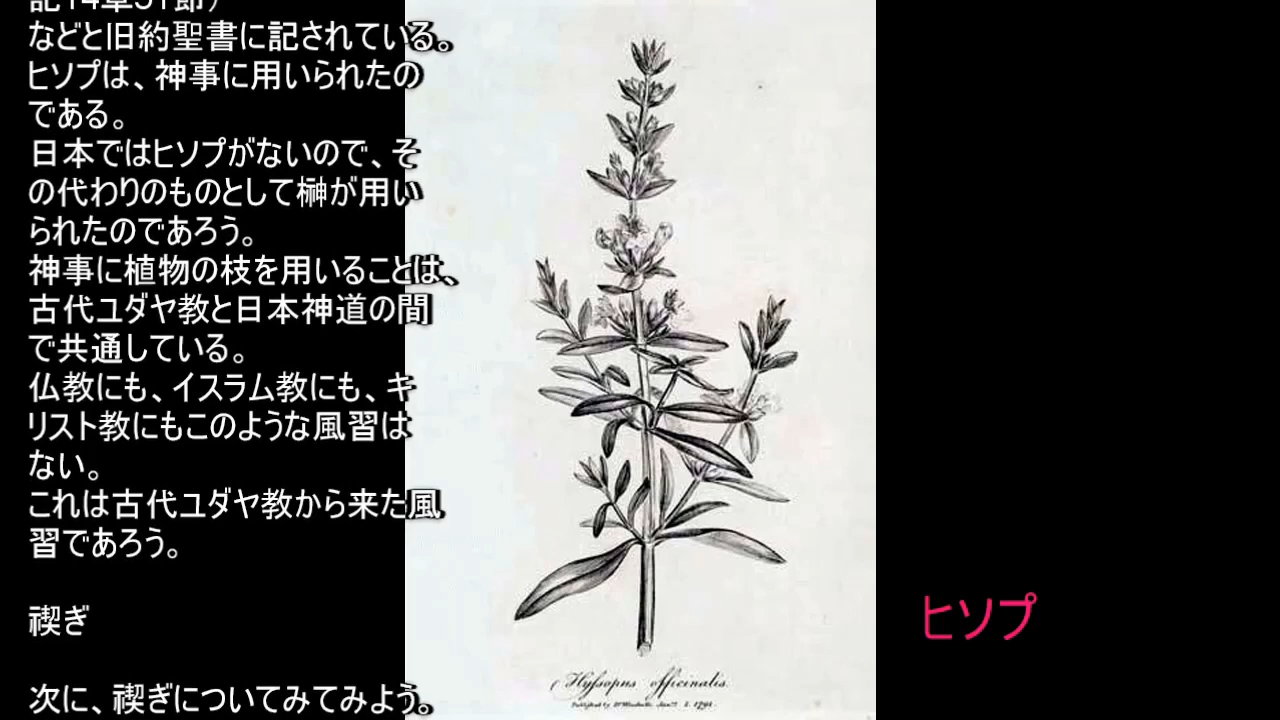 などと旧約聖書に記されている。
ヒソプは、神事に用いられたの
である。
日本ではヒソプがないので、そ
の代わりのものとして榊が用い
られたのであろう。
神事に植物の枝を用いることは、
古代ユダヤ教と日本神道の間
で共通している。
仏教にも、イスラム教にも、キ
リスト教にもこのような風習は
ない。
これは古代ユダヤ教から来た風
習であろう。
禊ぎ
次に、禊ぎについてみてみよう。
ヒソプ
Hyssopus officinalis.
Published by